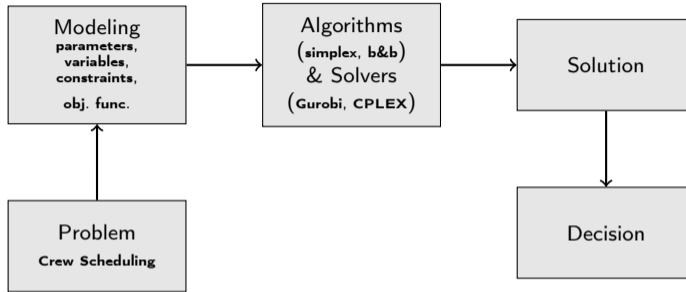 Modeling
parameters,
variables,
constraints,
obj. func.
Algorithms
(simplex, b&b)
& Solvers
(Gurobi, CPLEX)
Solution
Problem
Crew Scheduling
Decision